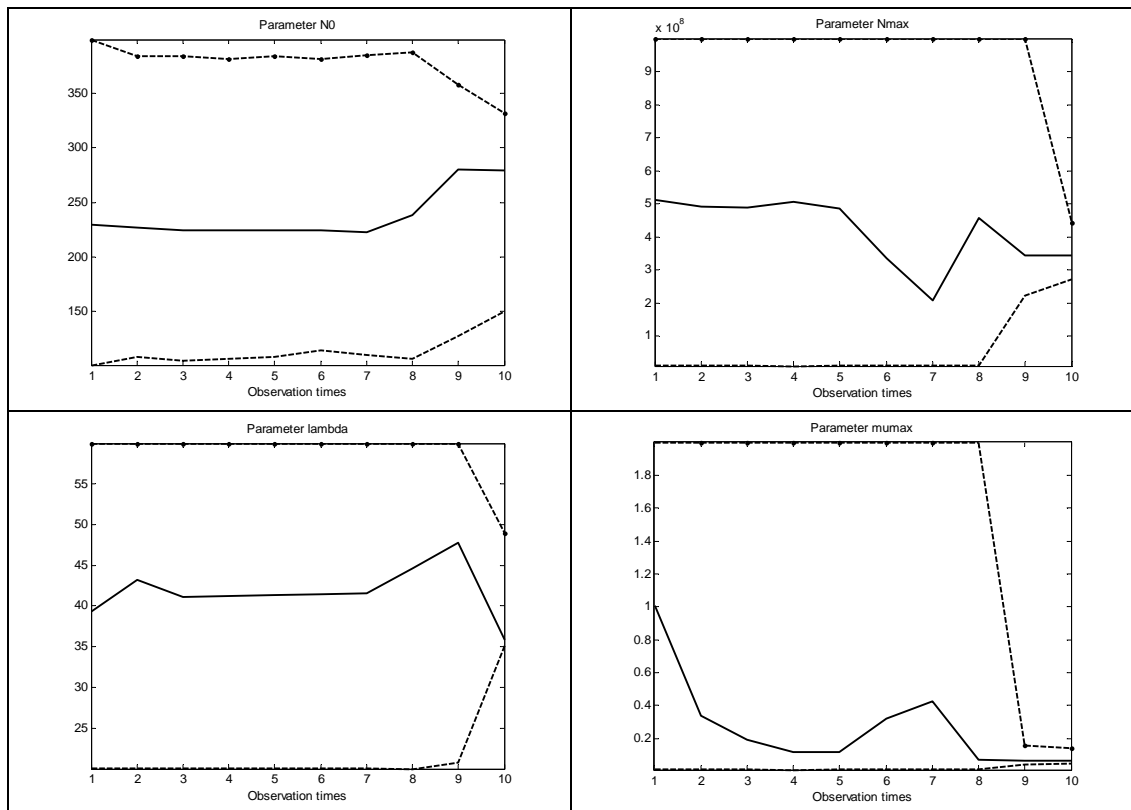 Parameter N0
350
300
250
200
150
1 2 3 4 5 6 7 8 9 10
Observation times
x 10^8
Parameter Nmax
9
8
7
6
5
4
3
2
1
1 2 3 4 5 6 7 8 9 10
Observation times
Parameter lambda
55
50
45
40
35
30
25
1 2 3 4 5 6 7 8 9 10
Observation times
Parameter mumax
1.8
1.6
1.4
1.2
1
0.8
0.6
0.4
0.2
1 2 3 4 5 6 7 8 9 10
Observation times